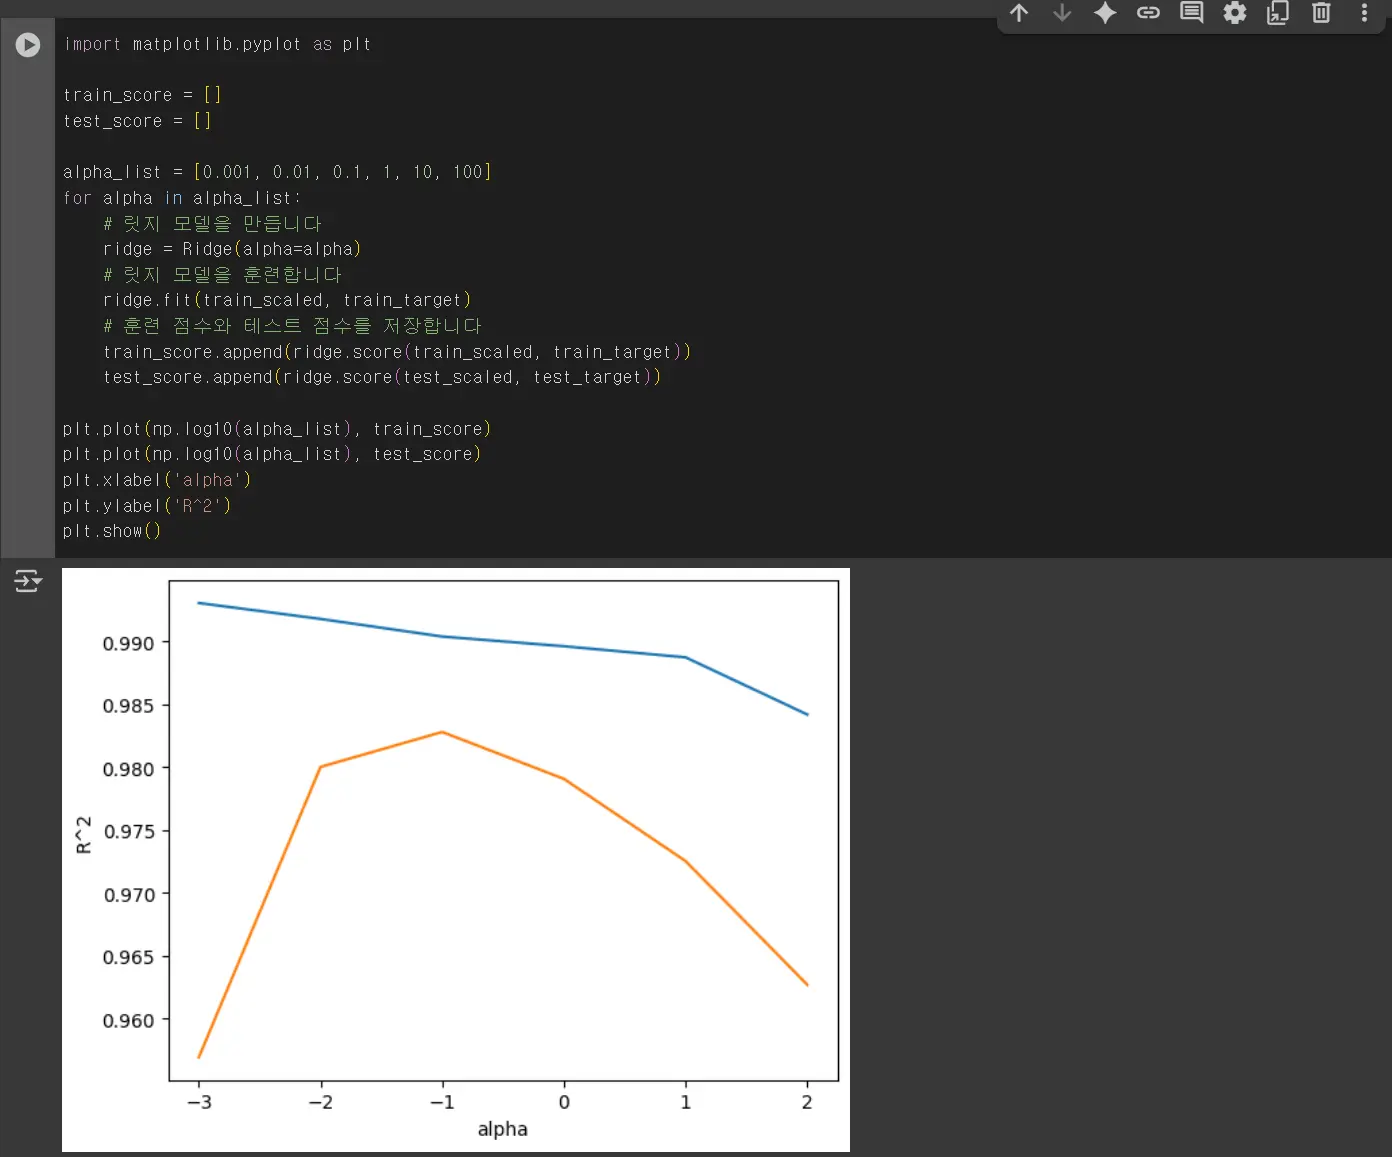 import matplotlib.pyplot as plt
train_score = []
test_score = []
alpha_list = [0.001, 0.01, 0.1, 1, 10, 100]
for alpha in alpha_list:
# 릿지 모델을 만듭니다
ridge = Ridge(alpha=alpha)
# 릿지 모델을 훈련합니다
ridge.fit(train_scaled, train_target)
# 훈련 점수와 테스트 점수를 저장합니다
train_score.append(ridge.score(train_scaled, train_target))
test_score.append(ridge.score(test_scaled, test_target))
plt.plot(np.log10(alpha_list), train_score)
plt.plot(np.log10(alpha_list), test_score)
plt.xlabel('alpha')
plt.ylabel('R^2')
plt.show()
0.990
0.985
0.980
0.975
0.970
0.965
0.960
R^2
−3 −2 −1 0 1 2
alpha